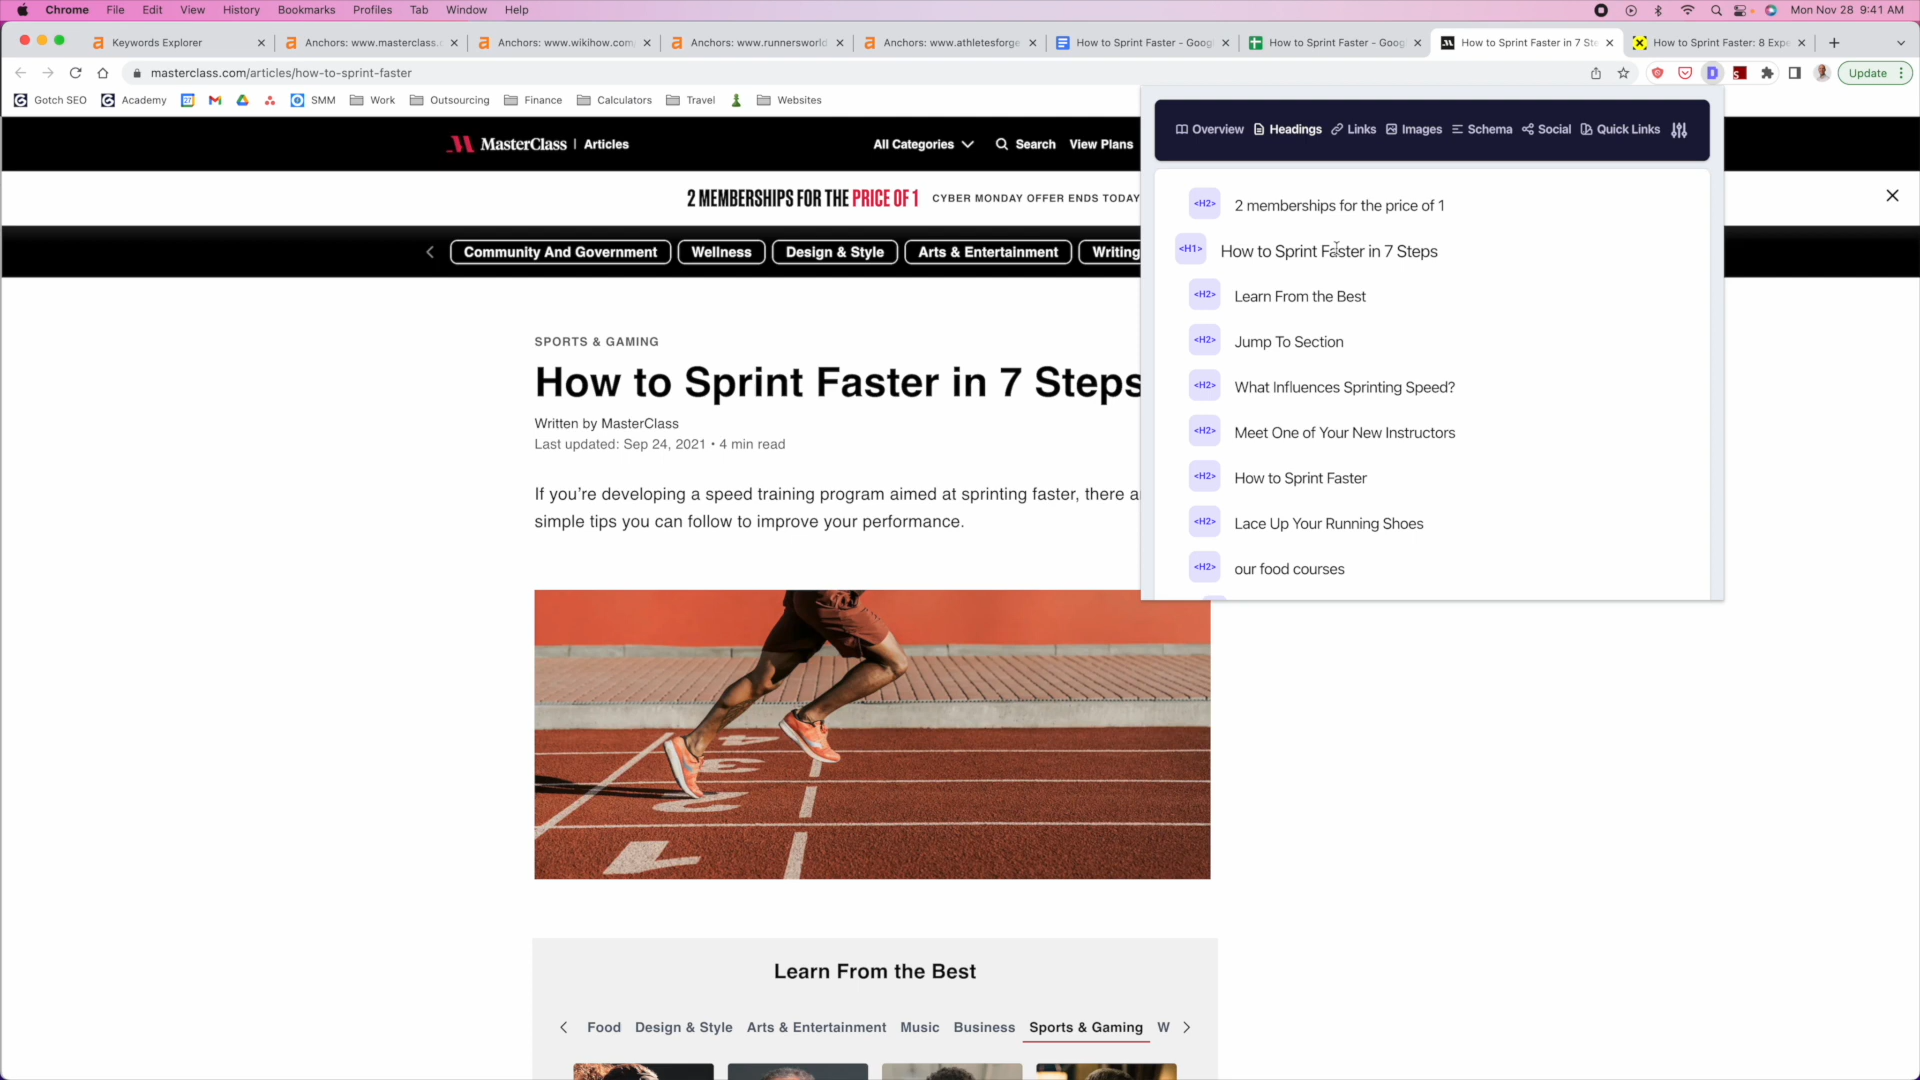 Chrome File Edit View History Bookmarks Profiles Tab Window Help Mon Nov 28 9:41 AM
Keywords Explorer Anchors: www.masterclass. Anchors: www.wikihow.com Anchors: www.runnersworld Anchors: www.athletesforge How to Sprint Faster - Goog How to Sprint Faster - Goog How to Sprint Faster in 7 Ste How to Sprint Faster: 8 Expe
masterclass.com/articles/how-to-sprint-faster Update
Gotch SEO Academy SMM Work Outsourcing Finance Calculators Travel Websites
MasterClass | Articles All Categories Search View Plans
2 MEMBERSHIPS FOR THE PRICE OF 1 CYBER MONDAY OFFER ENDS TODAY
Community And Government Wellness Design & Style Arts & Entertainment Writing
SPORTS & GAMING
How to Sprint Faster in 7 Steps
Written by MasterClass
Last updated: Sep 24, 2021 • 4 min read
If you're developing a speed training program aimed at sprinting faster, there a
simple tips you can follow to improve your performance.
4
3
2
1
Learn From the Best
Food Design & Style Arts & Entertainment Music Business Sports & Gaming W
Overview Headings Links Images Schema Social Quick Links
<H2> 2 memberships for the price of 1
<H1> How to Sprint Faster in 7 Steps
<H2> Learn From the Best
<H2> Jump To Section
<H2> What Influences Sprinting Speed?
<H2> Meet One of Your New Instructors
<H2> How to Sprint Faster
<H2> Lace Up Your Running Shoes
<H2> our food courses